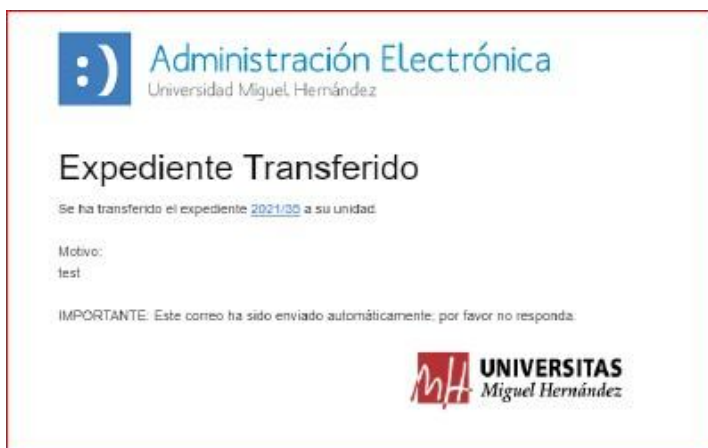 :)
Administración Electrónica
Universidad Miguel Hernández
Expediente Transferido
Se ha transferido el expediente 2021/35 a su unidad.
Motivo:
test
IMPORTANTE: Este correo ha sido enviado automáticamente; por favor no responda.
UNIVERSITAS
Miguel Hernández